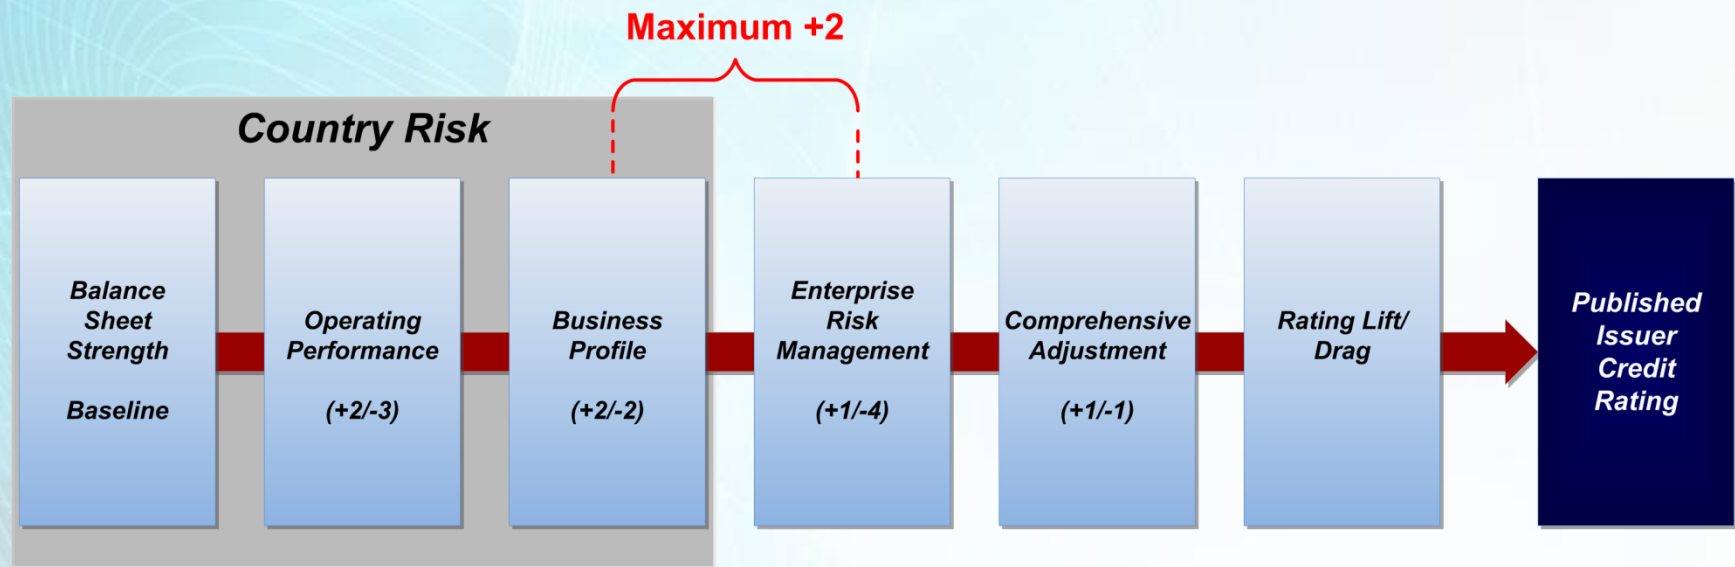 Maximum +2
Country Risk
Balance
Sheet
Strength
Baseline
Operating
Performance
(+2/-3)
Business
Profile
(+2/-2)
Enterprise
Risk
Management
(+1/-4)
Comprehensive
Adjustment
(+1/-1)
Rating Lift/
Drag
Published
Issuer
Credit
Rating